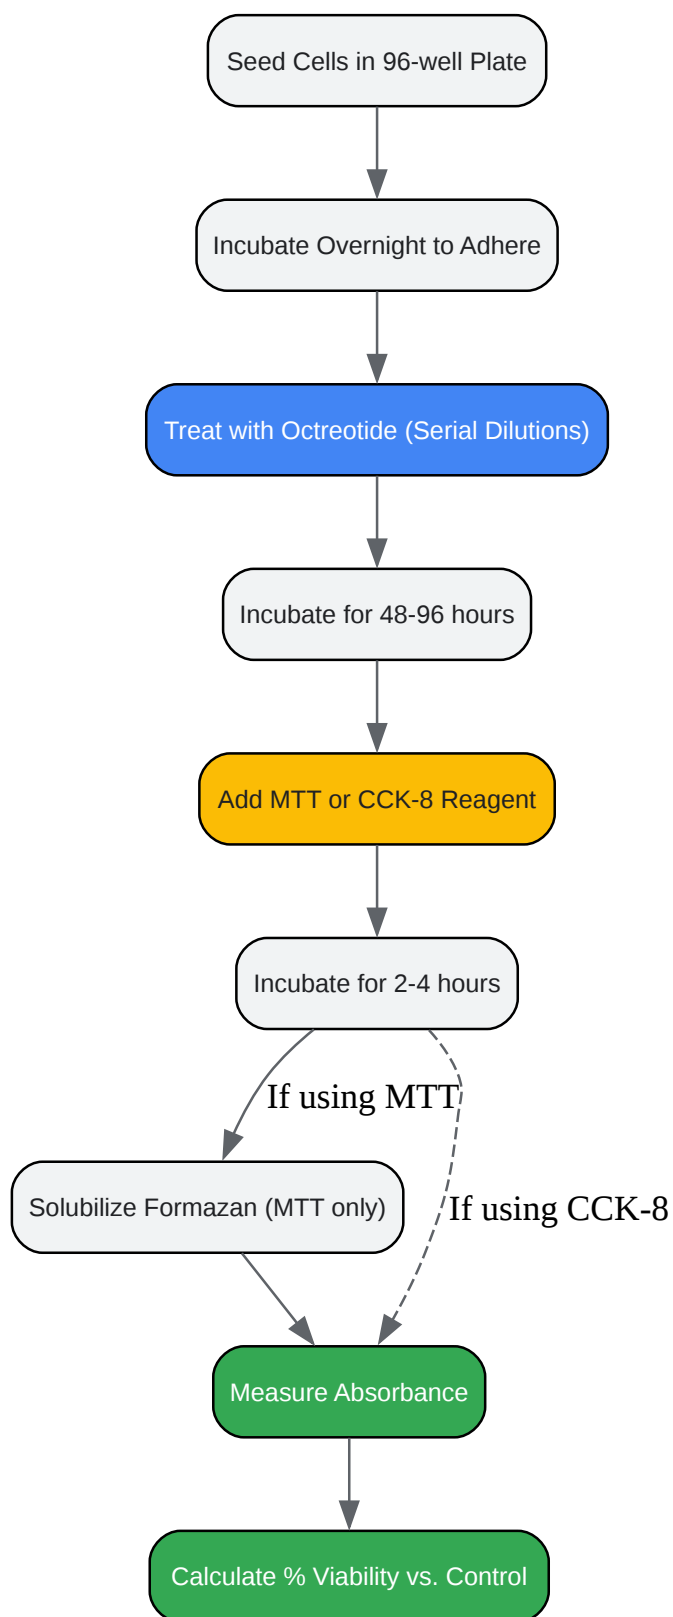 Seed Cells in 96-well Plate
Incubate Overnight to Adhere
Treat with Octreotide (Serial Dilutions)
Incubate for 48-96 hours
Add MTT or CCK-8 Reagent
Incubate for 2-4 hours
If using MTT
Solubilize Formazan (MTT only)
If using CCK-8
Measure Absorbance
Calculate % Viability vs. Control